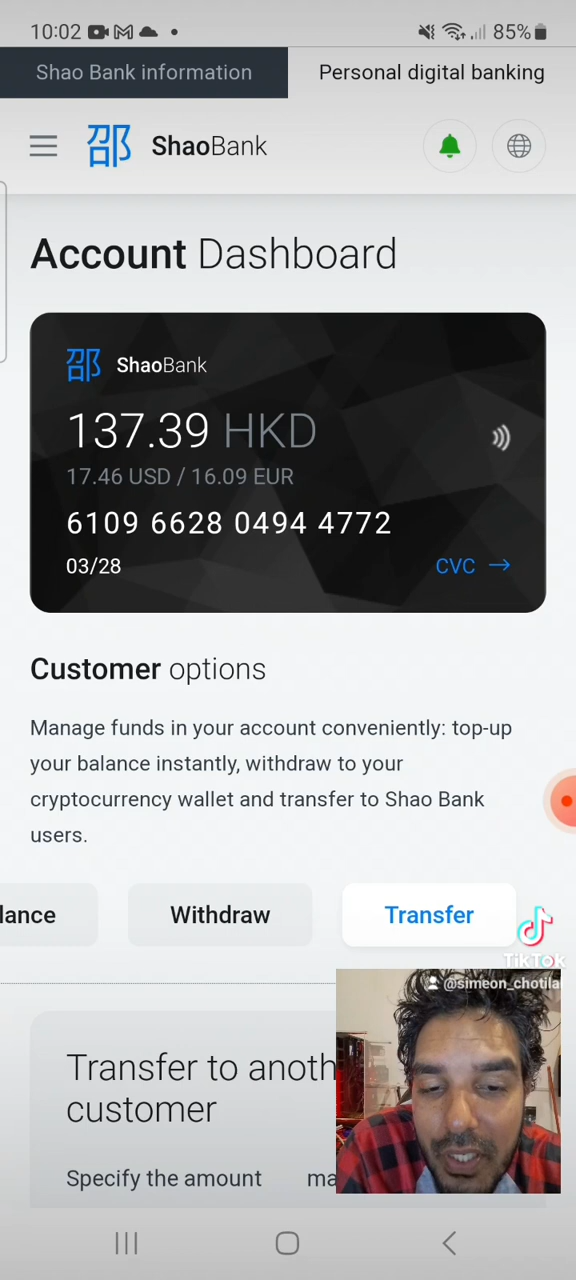 10:02
85%
Shao Bank information
Personal digital banking
邵 ShaoBank
Account Dashboard
邵 ShaoBank
137.39 HKD
17.46 USD / 16.09 EUR
6109 6628 0494 4772
03/28
CVC →
Customer options
Manage funds in your account conveniently: top-up
your balance instantly, withdraw to your
cryptocurrency wallet and transfer to Shao Bank
users.
lance
Withdraw
Transfer
TikTok
@simeon_chotila
Transfer to anoth
customer
Specify the amount
ma